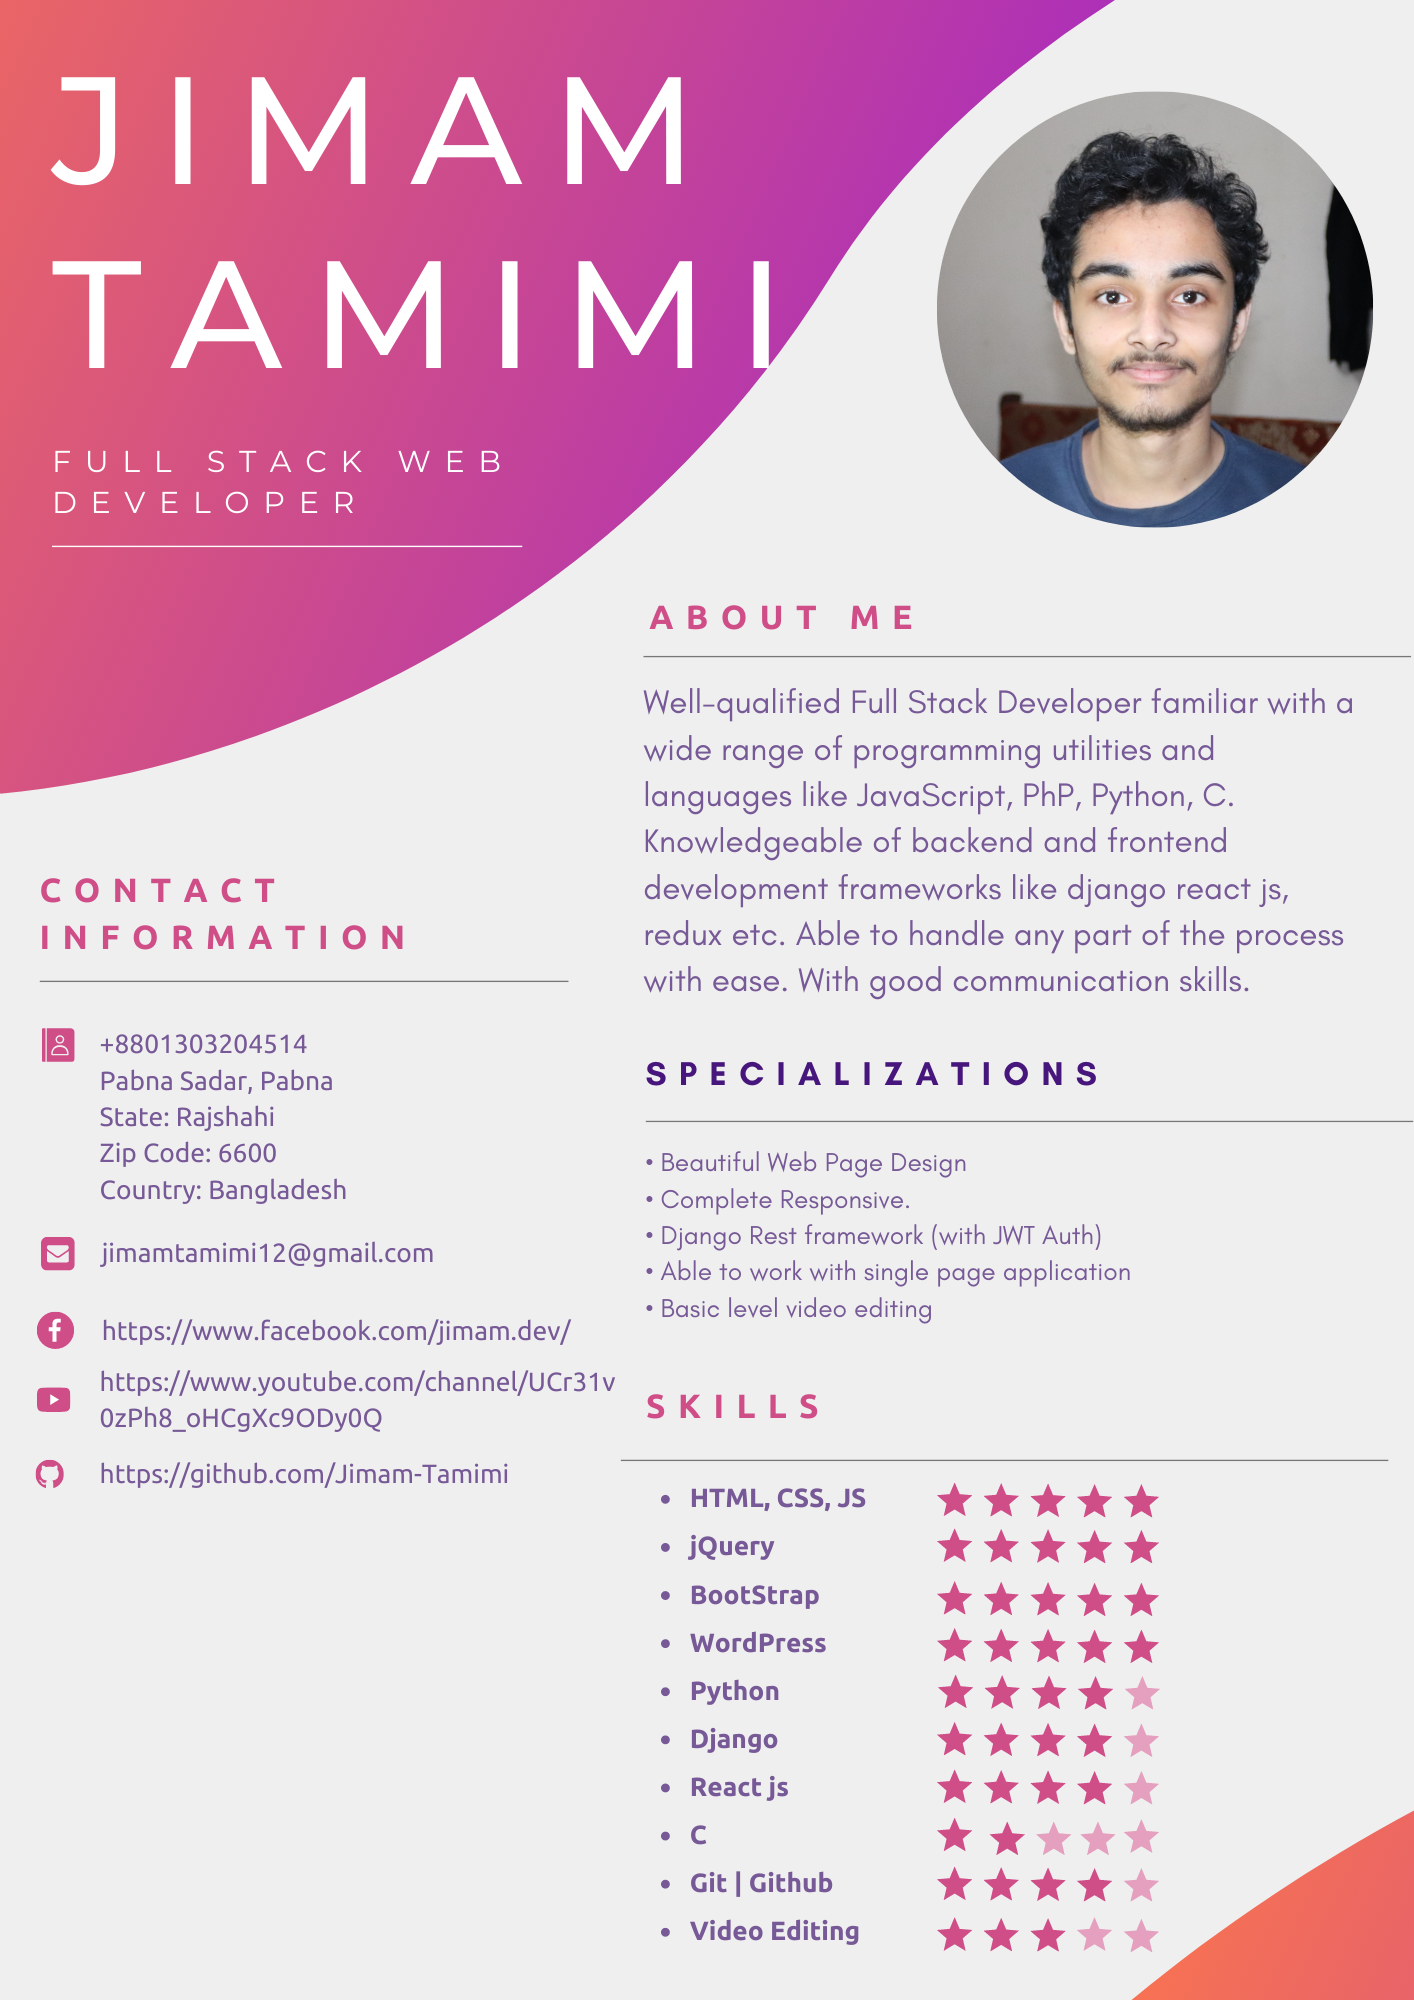 JIMAM
TAMIMI
FULL STACK WEB
DEVELOPER
ABOUT ME
Well-qualified Full Stack Developer familiar with a
wide range of programming utilities and
languages like JavaScript, PhP, Python, C.
Knowledgeable of backend and frontend
development frameworks like django react js,
redux etc. Able to handle any part of the process
with ease. With good communication skills.
CONTACT
INFORMATION
+8801303204514
Pabna Sadar, Pabna
State: Rajshahi
Zip Code: 6600
Country: Bangladesh
jimamtamimi12@gmail.com
https://www.facebook.com/jimam.dev/
https://www.youtube.com/channel/UCr31v
0zPh8_oHCgXc9ODy0Q
https://github.com/Jimam-Tamimi
SPECIALIZATIONS
• Beautiful Web Page Design
• Complete Responsive.
• Django Rest framework (with JWT Auth)
• Able to work with single page application
• Basic level video editing
SKILLS
• HTML, CSS, JS
• jQuery
• BootStrap
• WordPress
• Python
• Django
• React js
• C
• Git | Github
• Video Editing